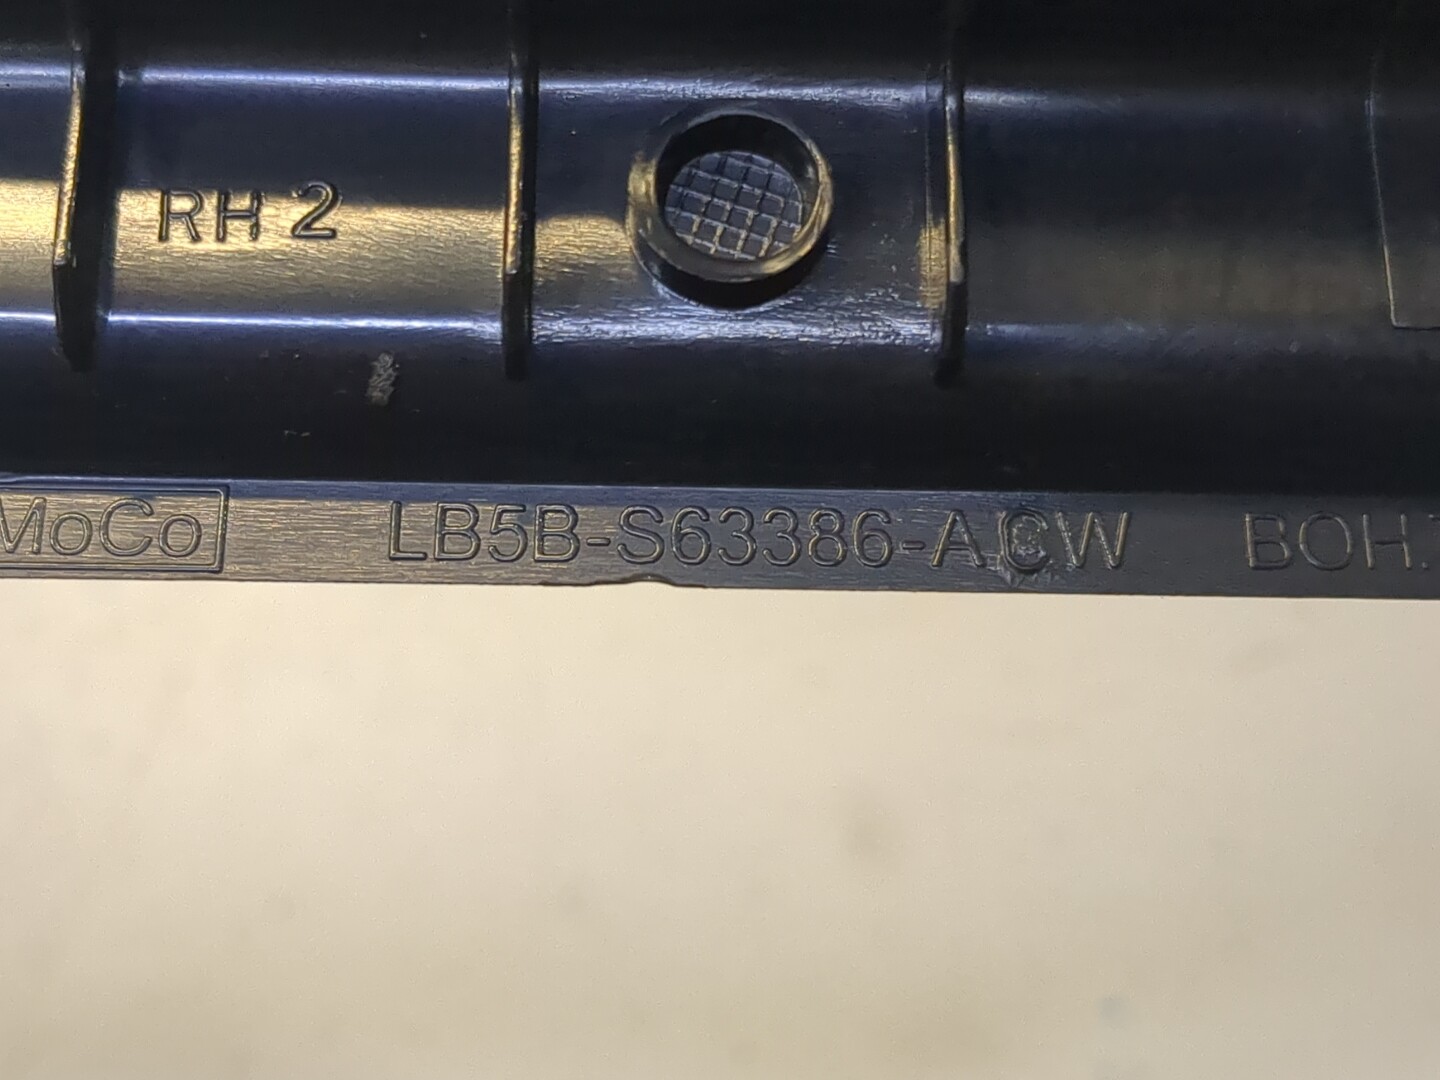 RH 2
MoCo LB5B-S63386-ACW BOH.